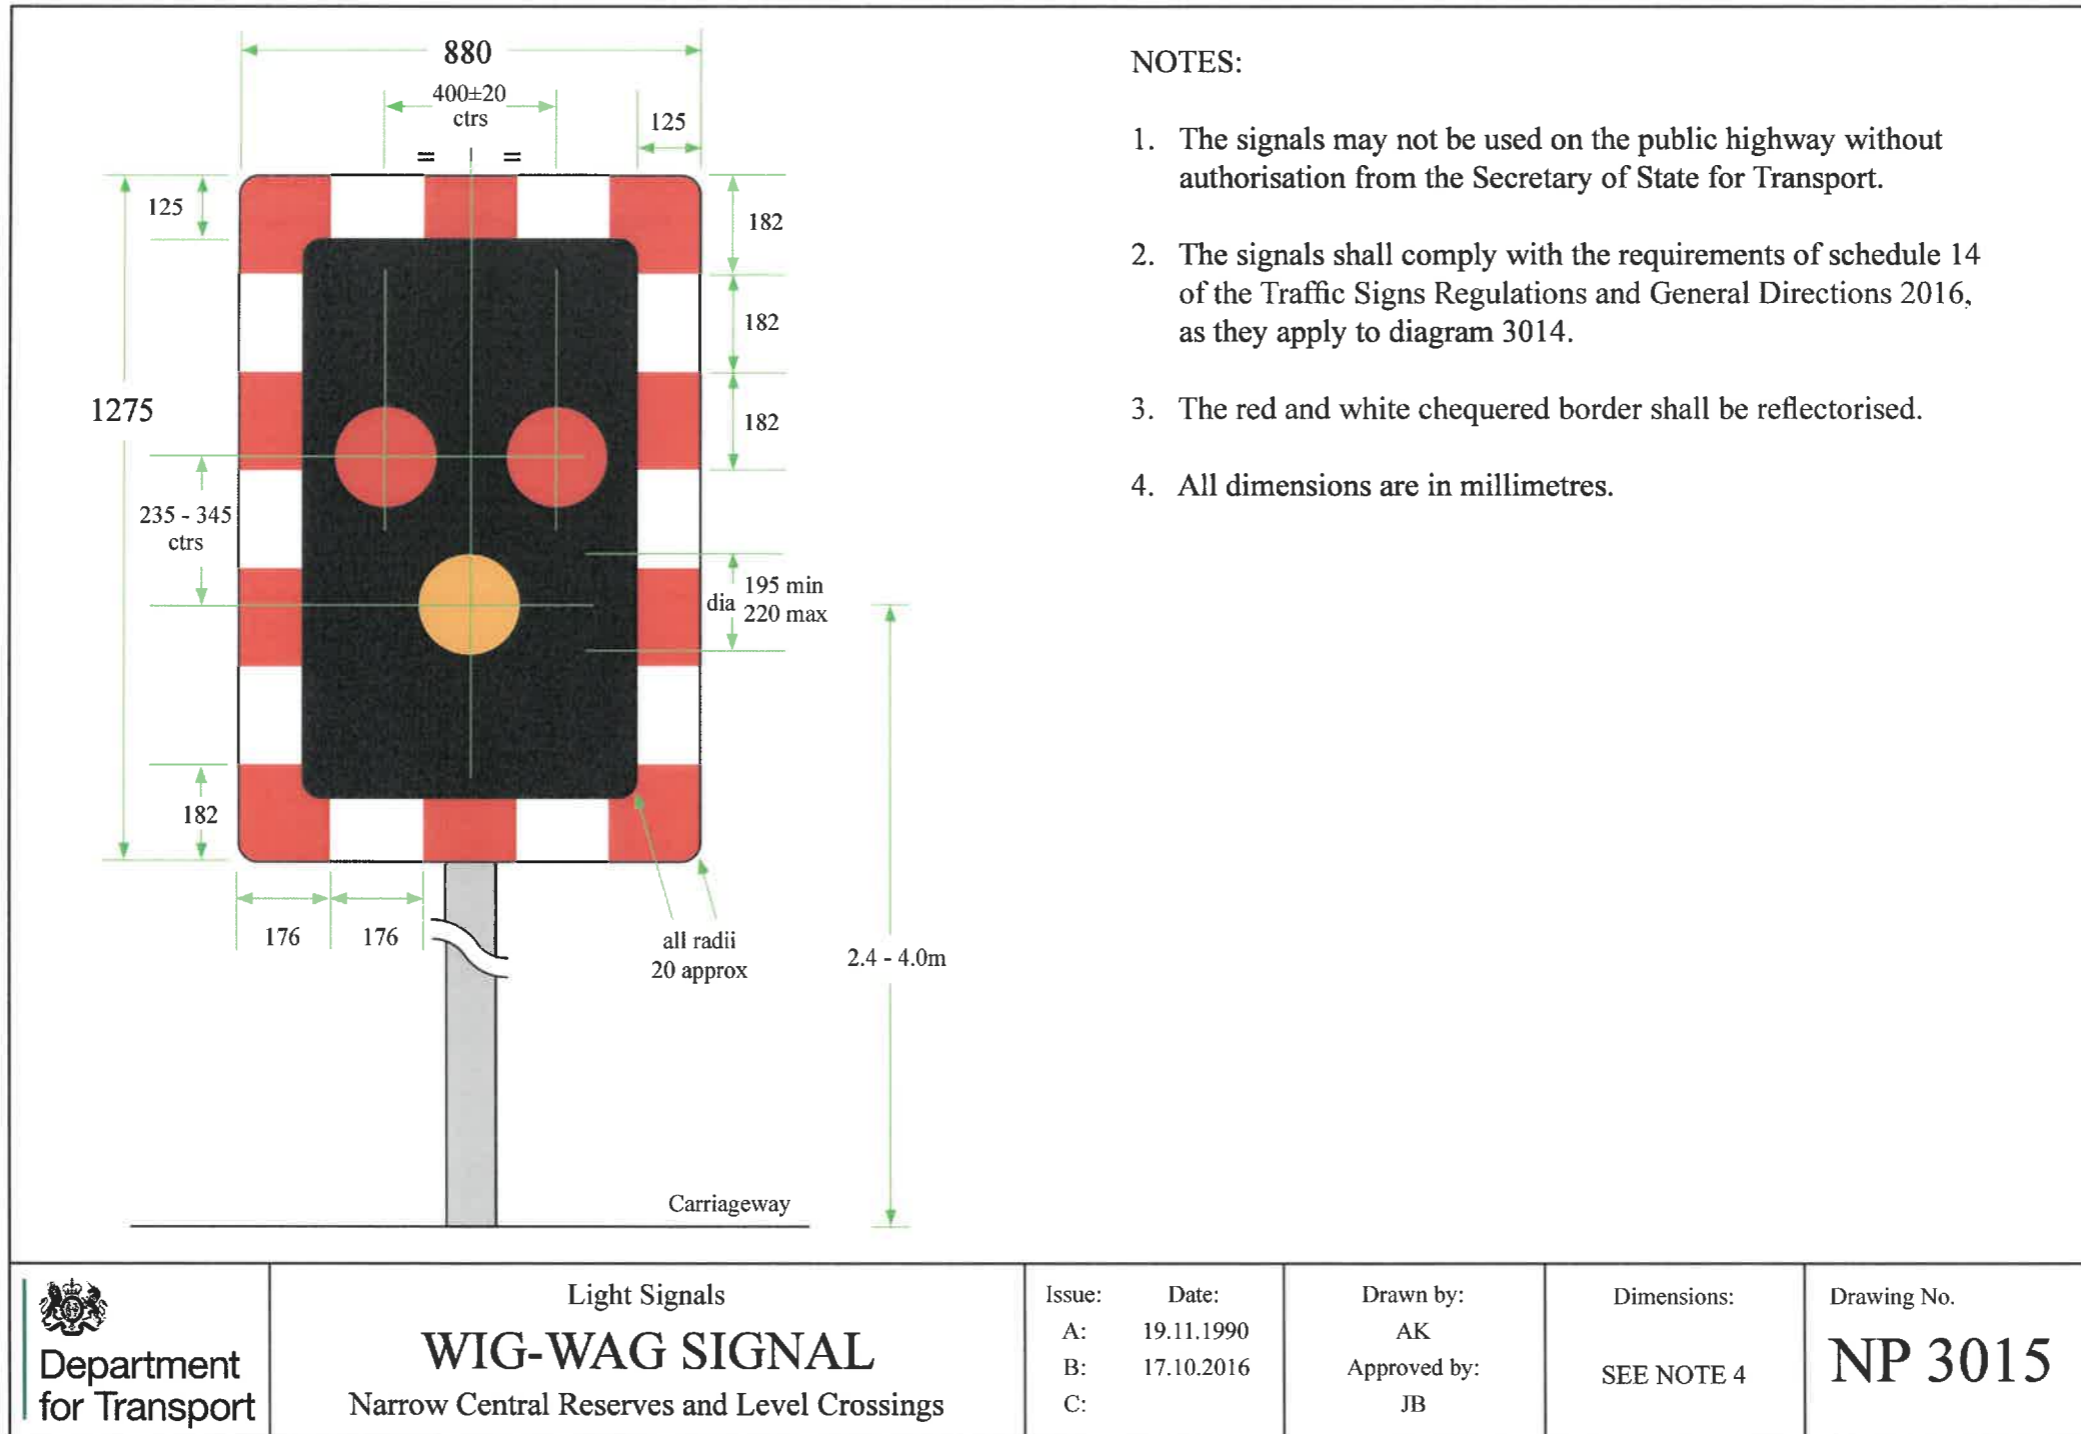 880
400±20
ctrs
125
= =
125
182
182
182
1275
235 - 345
ctrs
dia
195 min
220 max
182
176
176
all radii
20 approx
2.4 - 4.0m
Carriageway
NOTES:
1. The signals may not be used on the public highway without
authorisation from the Secretary of State for Transport.
2. The signals shall comply with the requirements of schedule 14
of the Traffic Signs Regulations and General Directions 2016,
as they apply to diagram 3014.
3. The red and white chequered border shall be reflectorised.
4. All dimensions are in millimetres.
Department
for Transport
Light Signals
WIG-WAG SIGNAL
Narrow Central Reserves and Level Crossings
Issue: Date:
A: 19.11.1990
B: 17.10.2016
C:
Drawn by:
AK
Approved by:
JB
Dimensions:
SEE NOTE 4
Drawing No.
NP 3015